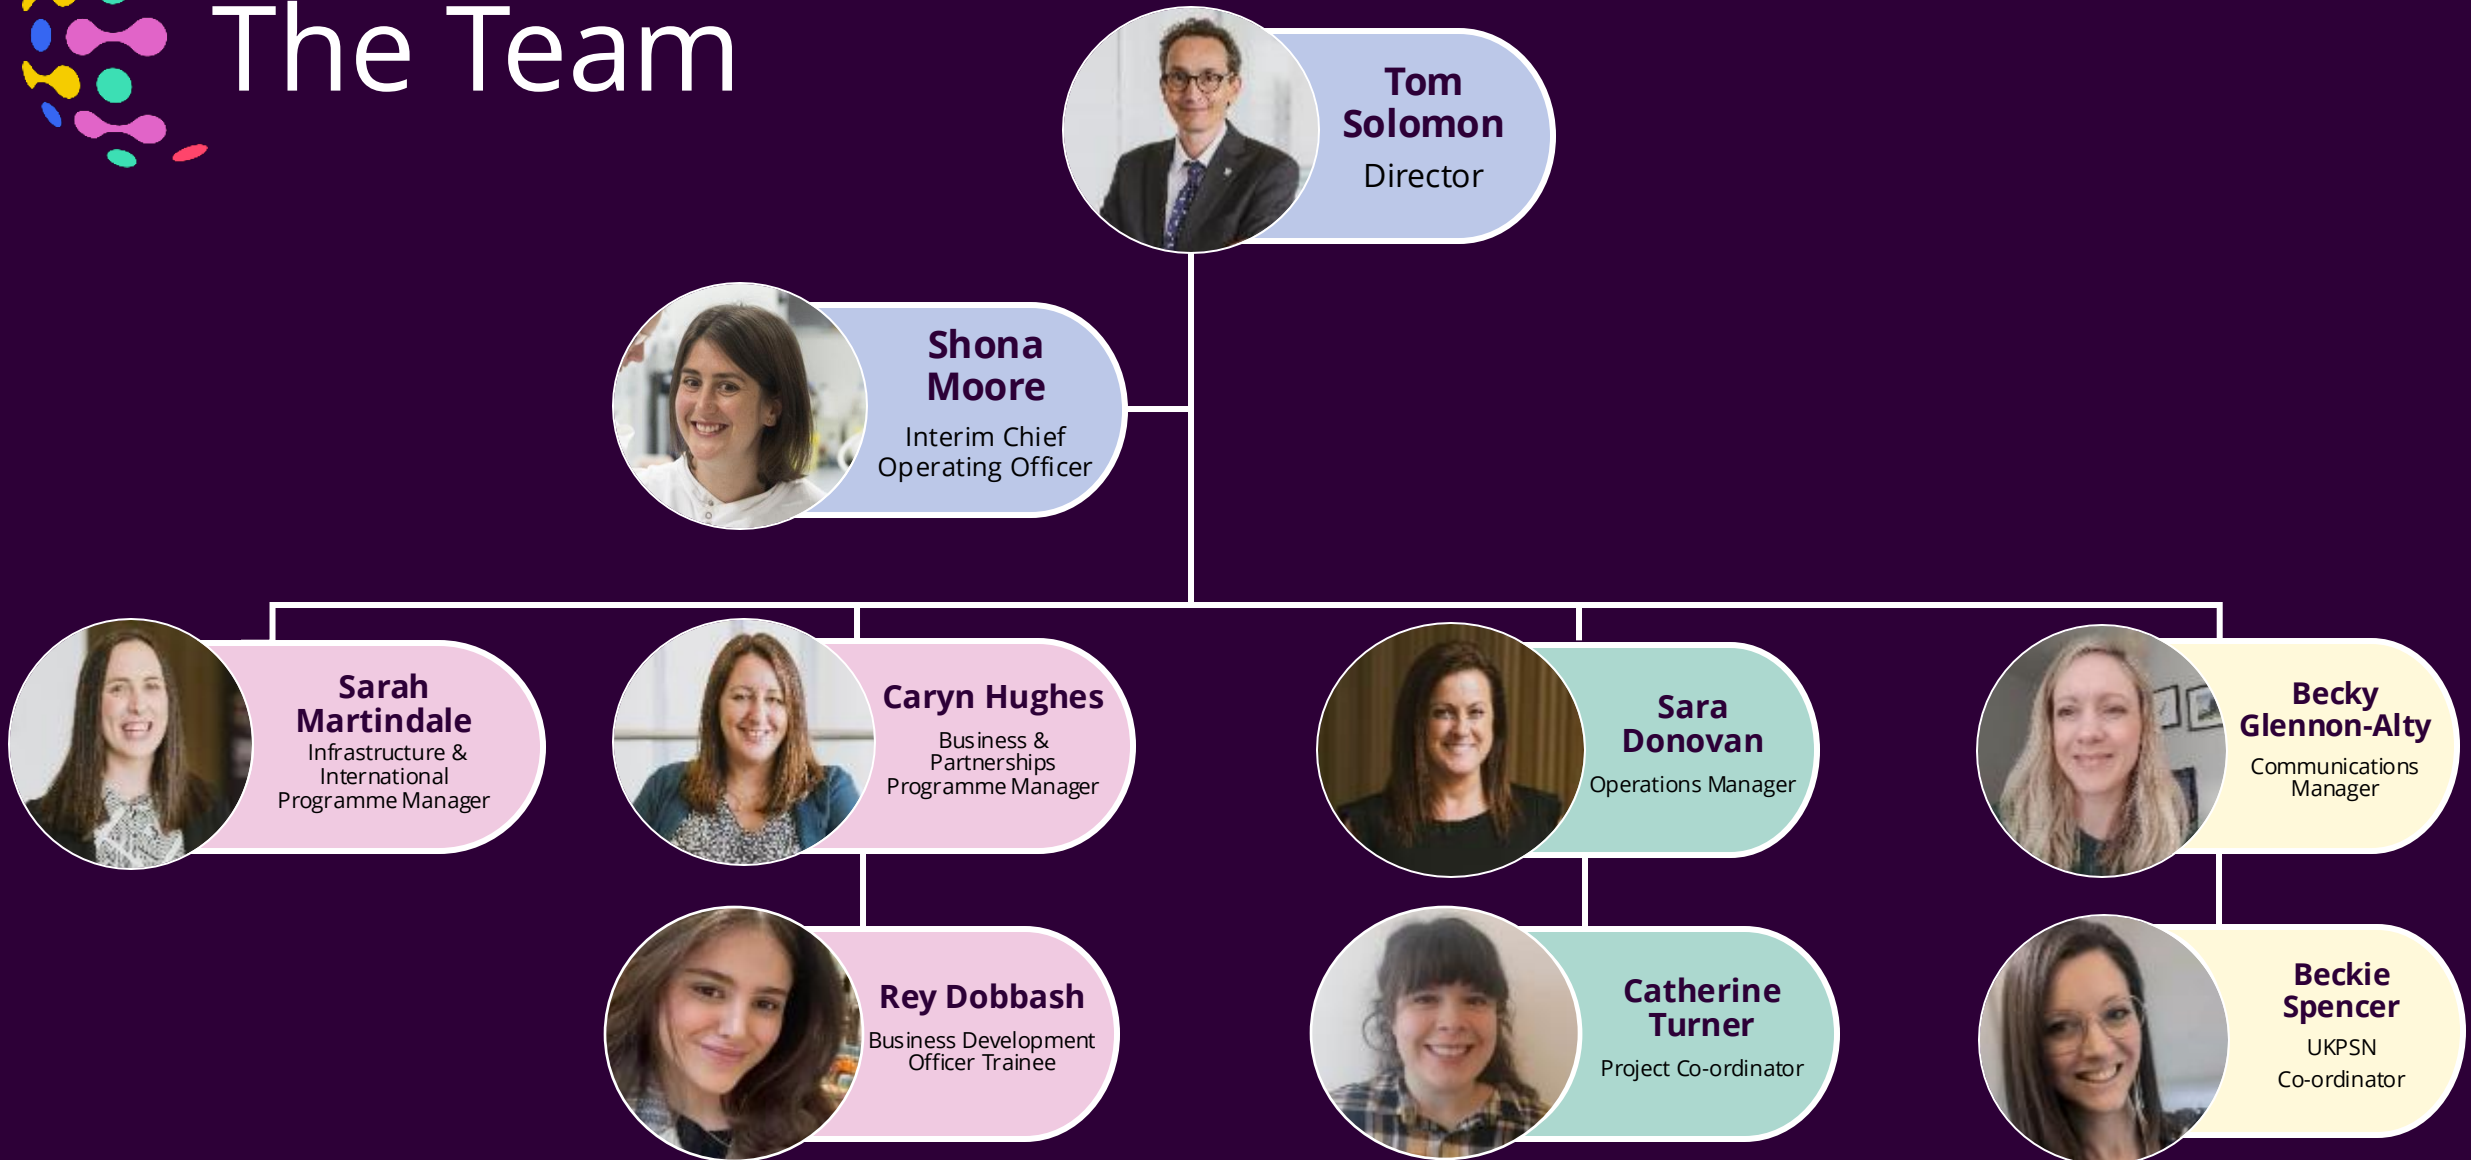 The Team
Tom
Solomon
Director
Shona
Moore
Interim Chief
Operating Officer
Sarah
Martindale
Infrastructure &
International
Programme Manager
Caryn Hughes
Business &
Partnerships
Programme Manager
Sara
Donovan
Operations Manager
Becky
Glennon-Alty
Communications
Manager
Rey Dobbash
Business Development
Officer Trainee
Catherine
Turner
Project Co-ordinator
Beckie
Spencer
UKPSN
Co-ordinator